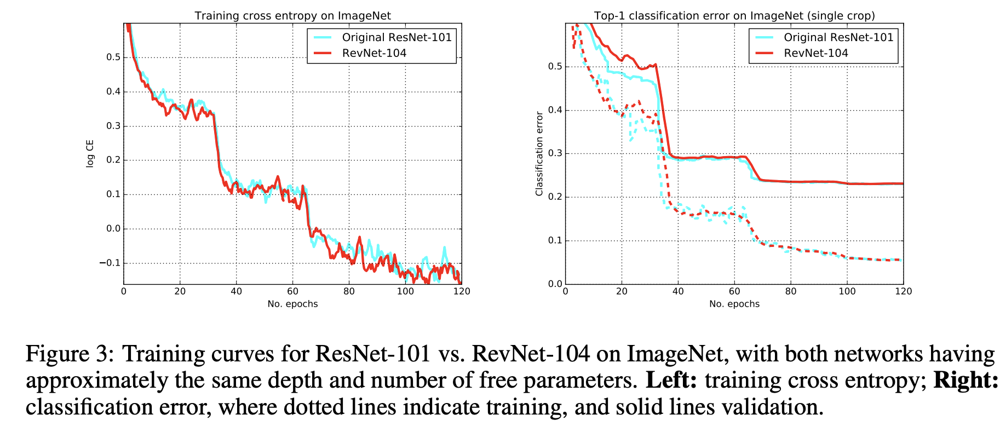 Training cross entropy on ImageNet
Original ResNet-101
RevNet-104
log CE
0.5
0.4
0.3
0.2
0.1
0.0
−0.1
0 20 40 60 80 100 120
No. epochs
Top-1 classification error on ImageNet (single crop)
Original ResNet-101
RevNet-104
Classification error
0.5
0.4
0.3
0.2
0.1
0.0
0 20 40 60 80 100 120
No. epochs
Figure 3: Training curves for ResNet-101 vs. RevNet-104 on ImageNet, with both networks having
approximately the same depth and number of free parameters. Left: training cross entropy; Right:
classification error, where dotted lines indicate training, and solid lines validation.